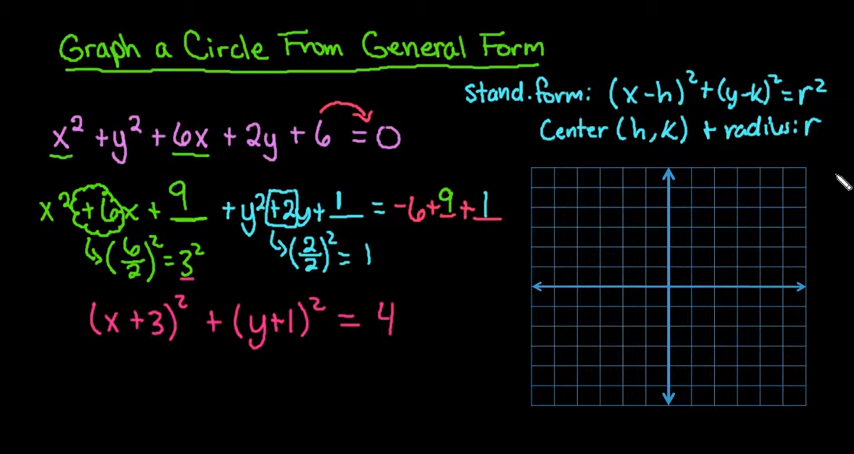 Graph a Circle From General Form
Stand. form: (x-h)² + (y-k)² = r²
Center (h, k) + radius: r
x² + y² + 6x + 2y + 6 = 0
x² + 6x + 9 + y² + 2y + 1 = -6 + 9 + 1
(6/2)² = 3² (2/2)² = 1
(x + 3)² + (y + 1)² = 4